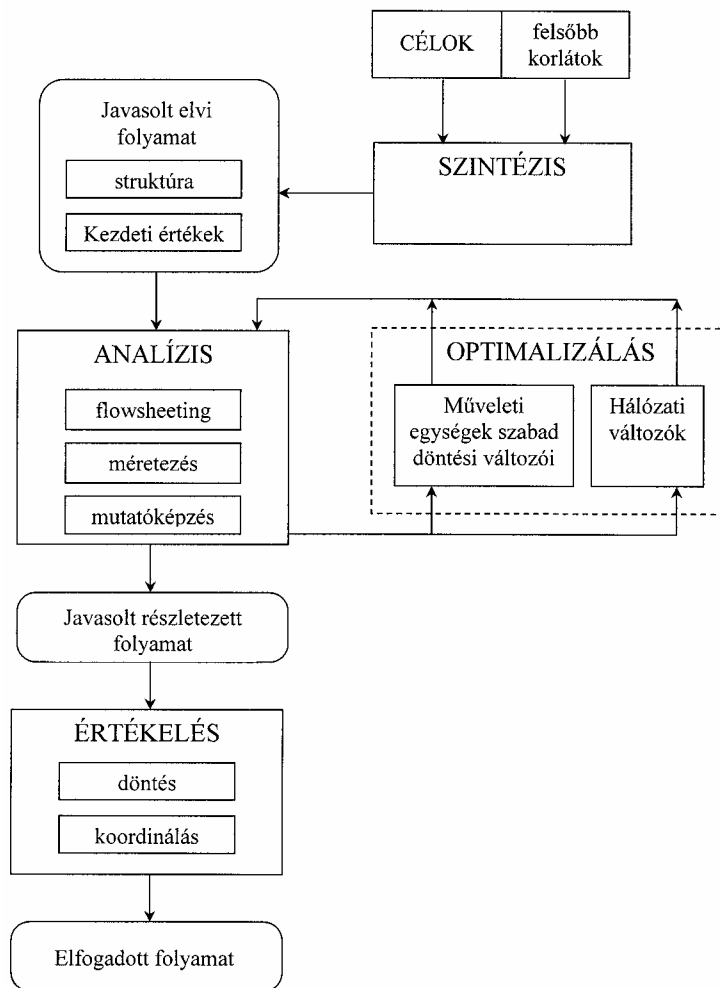 CÉLOK
felsőbb
korlátok
Javasolt elvi
folyamat
struktúra
Kezdeti értékek
SZINTÉZIS
ANALÍZIS
flowsheeting
méretezés
mutatóképzés
OPTIMALIZÁLÁS
Műveleti
egységek szabad
döntési változói
Hálózati
változók
Javasolt részletezett
folyamat
ÉRTÉKELÉS
döntés
koordinálás
Elfogadott folyamat